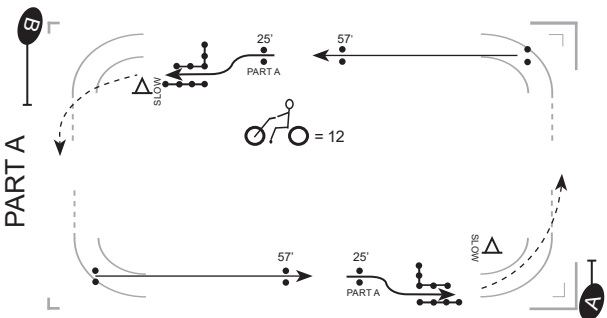 B
25'
57'
PART A
SLOW
= 12
PART A
57'
25'
SLOW
PART A
A